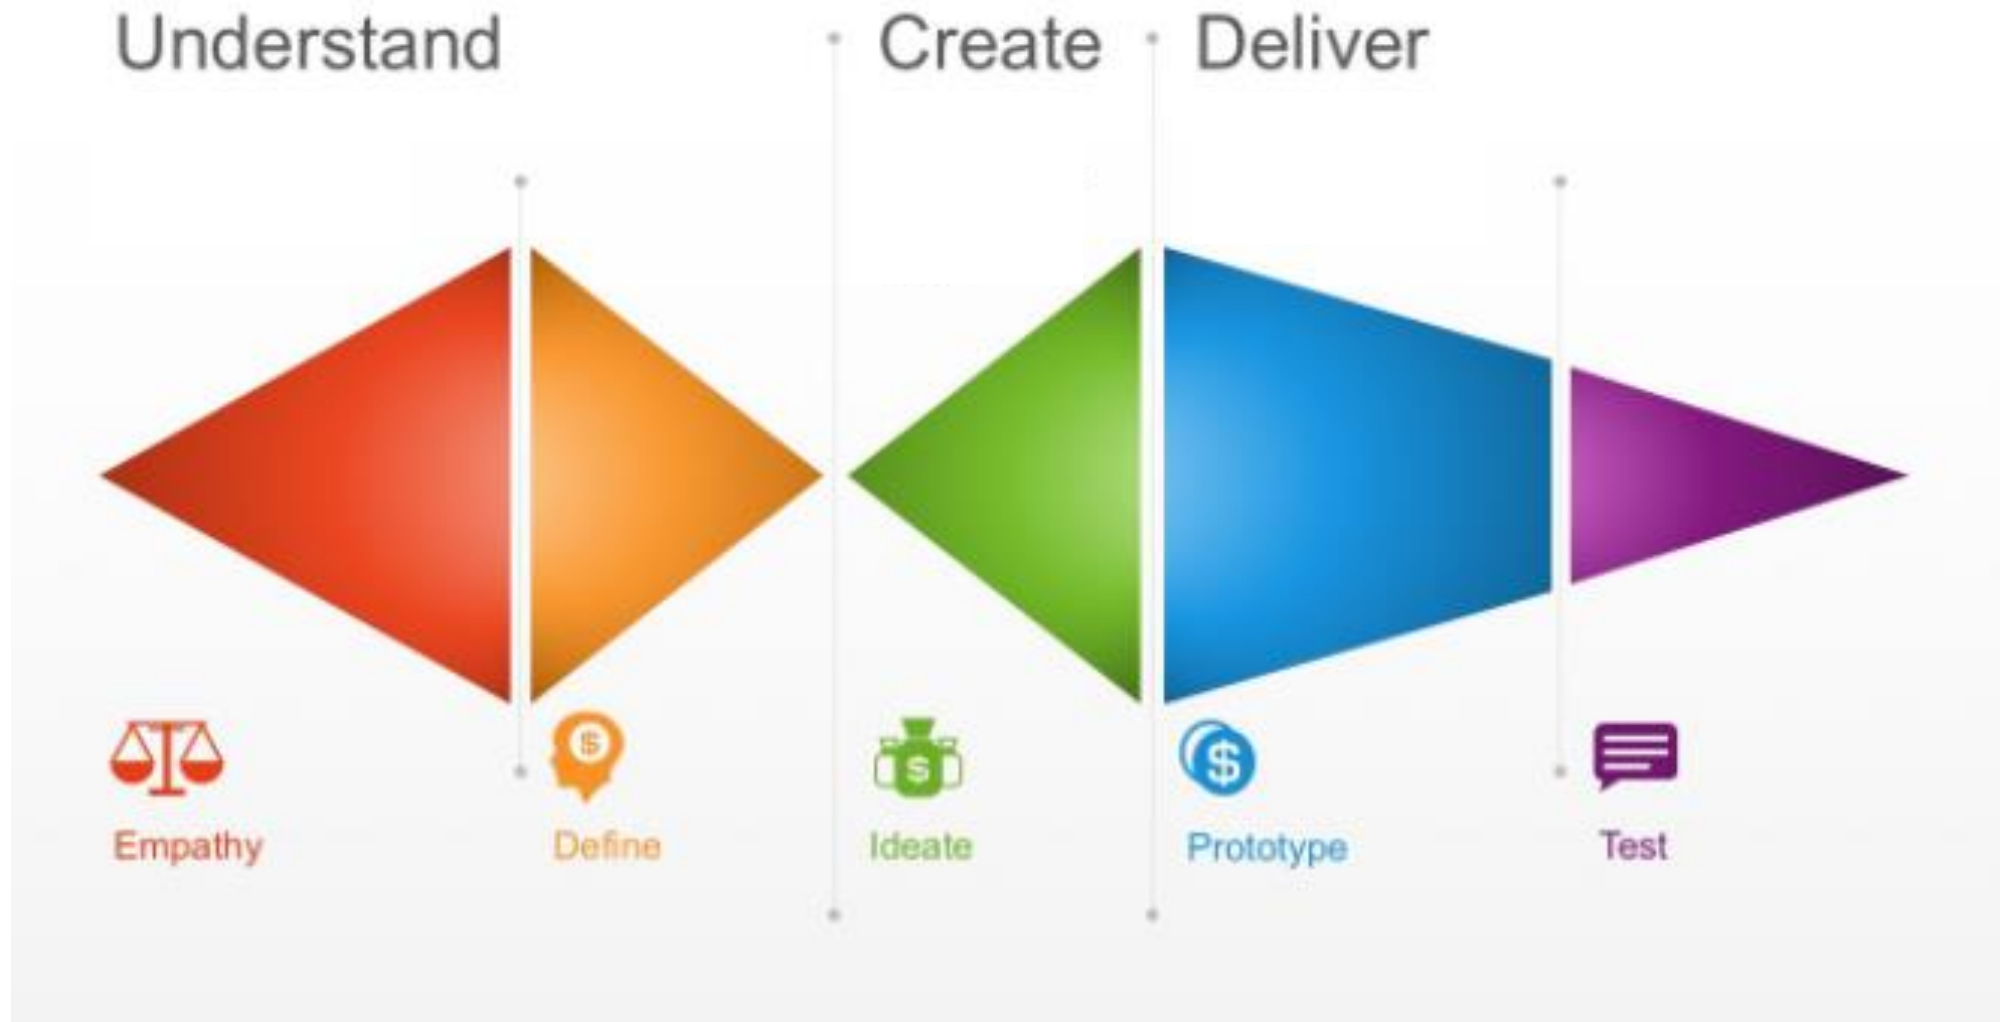 Understand
Create
Deliver
$
$
$
Empathy
Define
Ideate
Prototype
Test